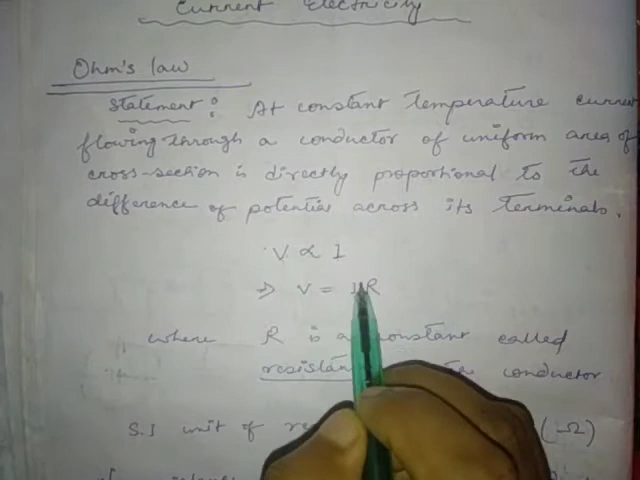 Current Electricity
Ohm's law
Statement: At constant temperature current
flowing through a conductor of uniform area of
cross-section is directly proportional to the
difference of potential across its terminals.
V ∝ I
⇒ V = IR
where R is a constant called
conductor
S.I unit of (Ω)